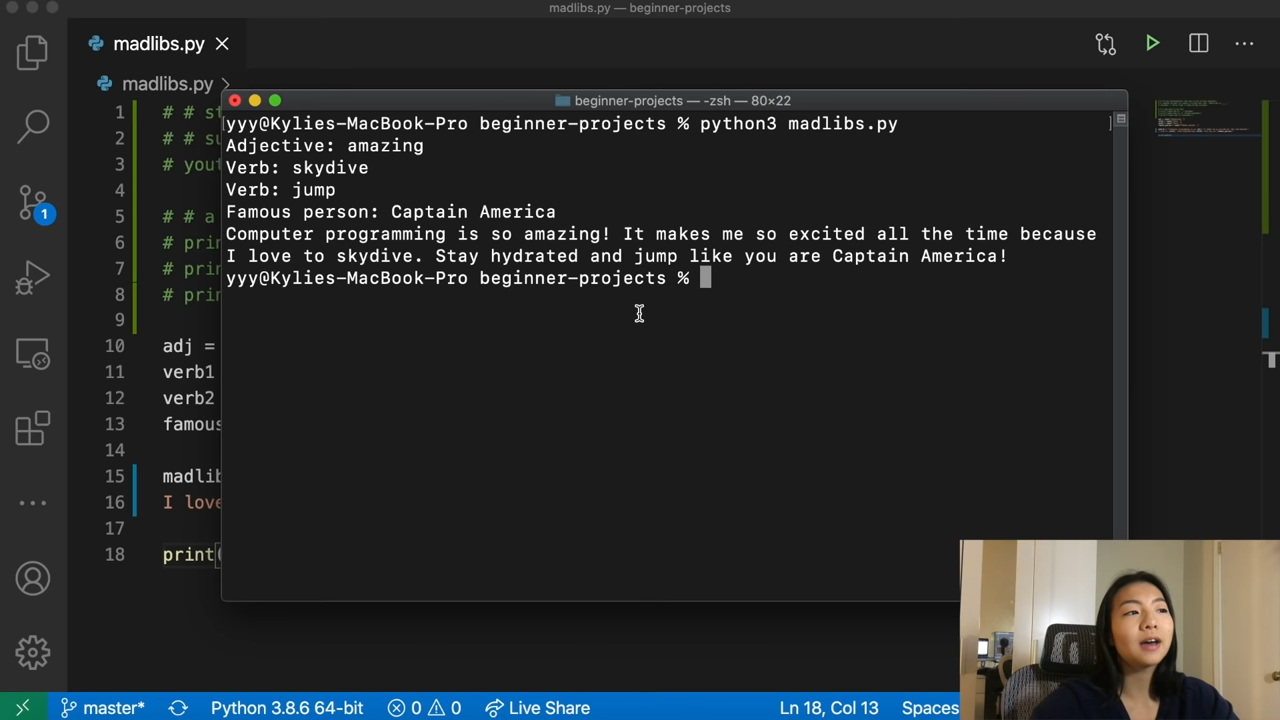 madlibs.py — beginner-projects
madlibs.py
madlibs.py
beginner-projects — -zsh — 80×22
yyy@Kylies-MacBook-Pro beginner-projects % python3 madlibs.py
Adjective: amazing
Verb: skydive
Verb: jump
Famous person: Captain America
Computer programming is so amazing! It makes me so excited all the time because
I love to skydive. Stay hydrated and jump like you are Captain America!
yyy@Kylies-MacBook-Pro beginner-projects %
1 # # st
2 # # su
3 # yout
4
5 # # a
6 # prin
7 # prin
8 # prin
9
10 adj =
11 verb1
12 verb2
13 famous
14
15 madlib
16 I love
17
18 print(
1
master* Python 3.8.6 64-bit 0 0 Live Share Ln 18, Col 13 Spaces